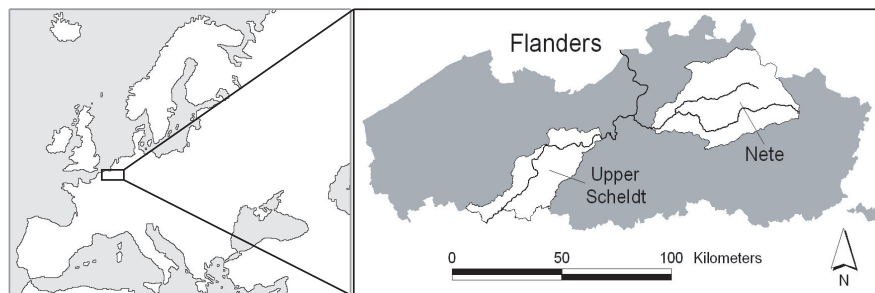 Flanders
Nete
Upper
Scheldt
0 50 100 Kilometers
N